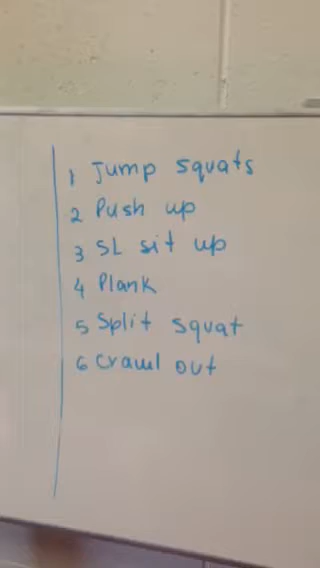 1 Jump squats
2 Push up
3 SL sit up
4 Plank
5 Split squat
6 Crawl out